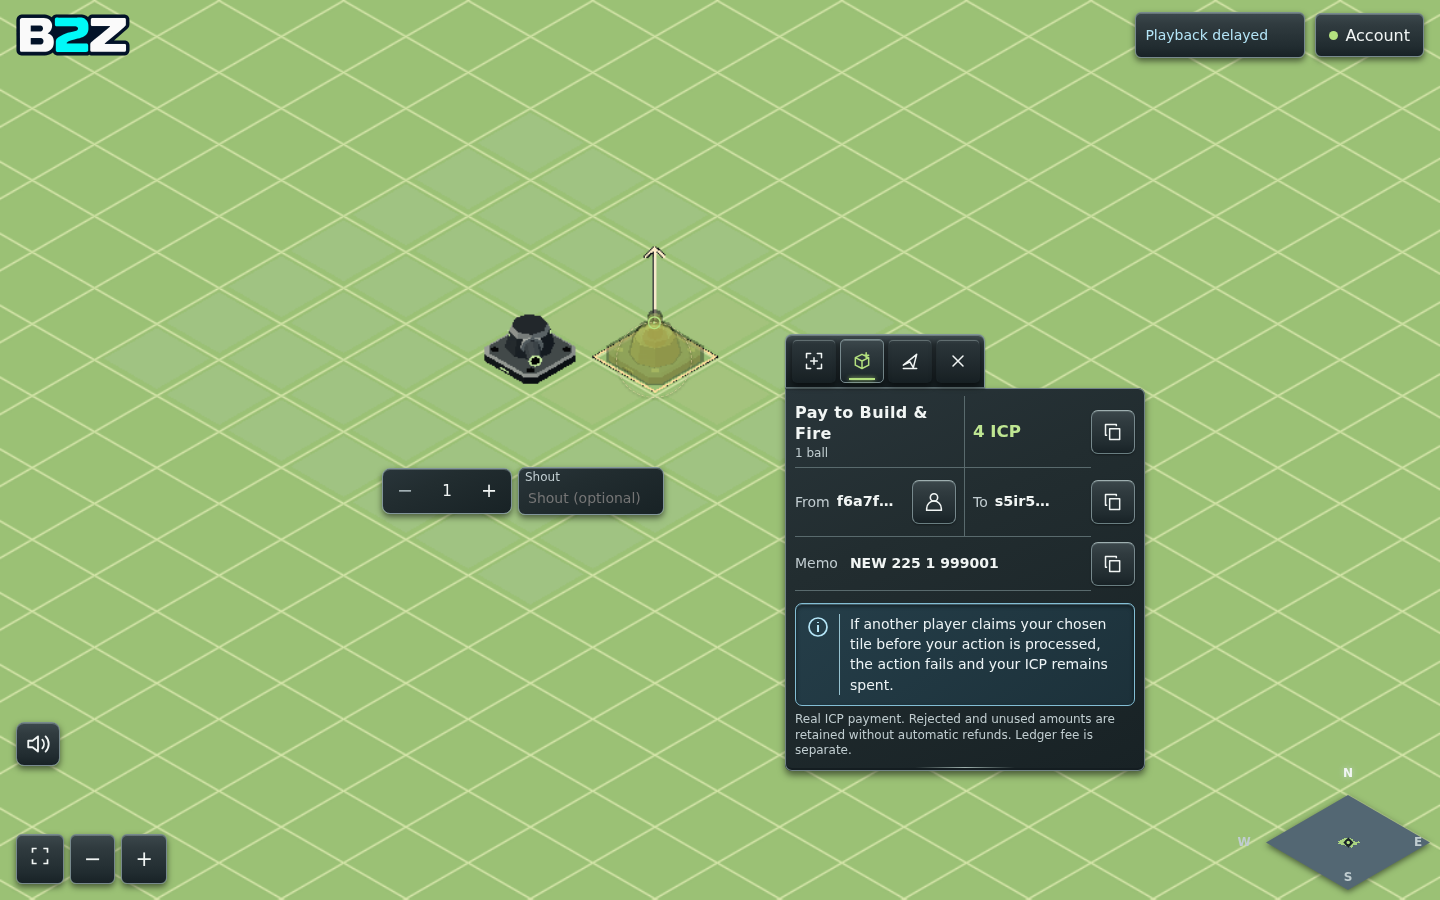 B2Z
Playback delayed
Account
Pay to Build &
Fire
1 ball
4 ICP
1
Shout
Shout (optional)
From f6a7f...
To s5ir5...
Memo NEW 225 1 999001
If another player claims your chosen
tile before your action is processed,
the action fails and your ICP remains
spent.
Real ICP payment. Rejected and unused amounts are
retained without automatic refunds. Ledger fee is
separate.
N
W
E
S